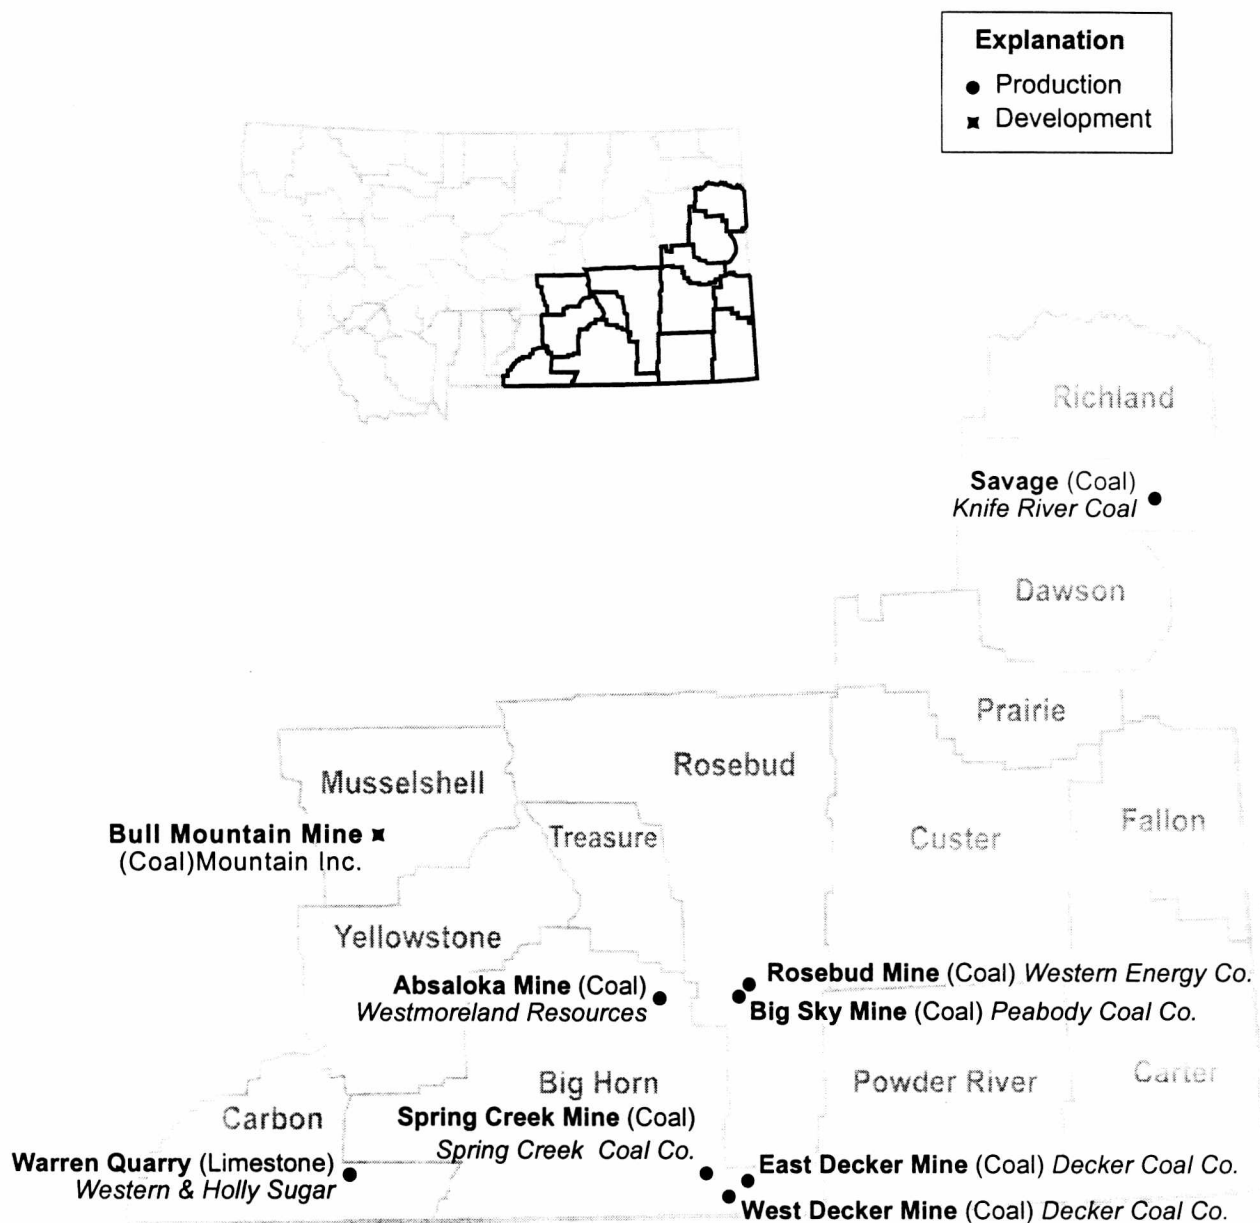 Explanation
Production
Development
Richland
Savage (Coal)
Knife River Coal
Dawson
Prairie
Rosebud
Musselshell
Fallon
Bull Mountain Mine
Treasure
Custer
(Coal)Mountain Inc.
Yellowstone
Rosebud Mine (Coal) Western Energy Co.
Absaloka Mine (Coal)
Westmoreland Resources
Big Sky Mine (Coal) Peabody Coal Co.
Big Horn
Powder River
Carter
Carbon
Spring Creek Mine (Coal)
Spring Creek Coal Co.
Warren Quarry (Limestone)
Western & Holly Sugar
East Decker Mine (Coal) Decker Coal Co.
West Decker Mine (Coal) Decker Coal Co.